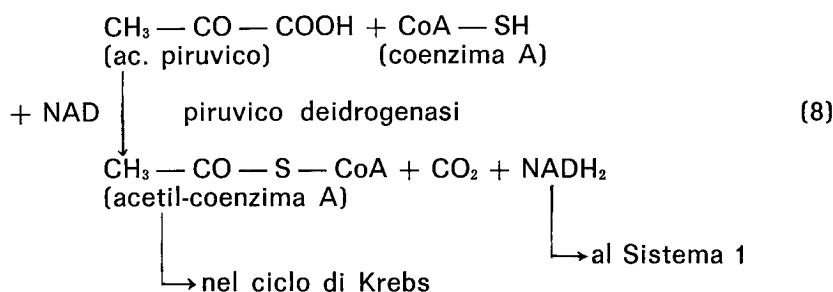 CH₃ — CO — COOH + CoA — SH
(ac. piruvico) (coenzima A)
+ NAD piruvico deidrogenasi (8)
CH₃ — CO — S — CoA + CO₂ + NADH₂
(acetil-coenzima A)
al Sistema 1
nel ciclo di Krebs